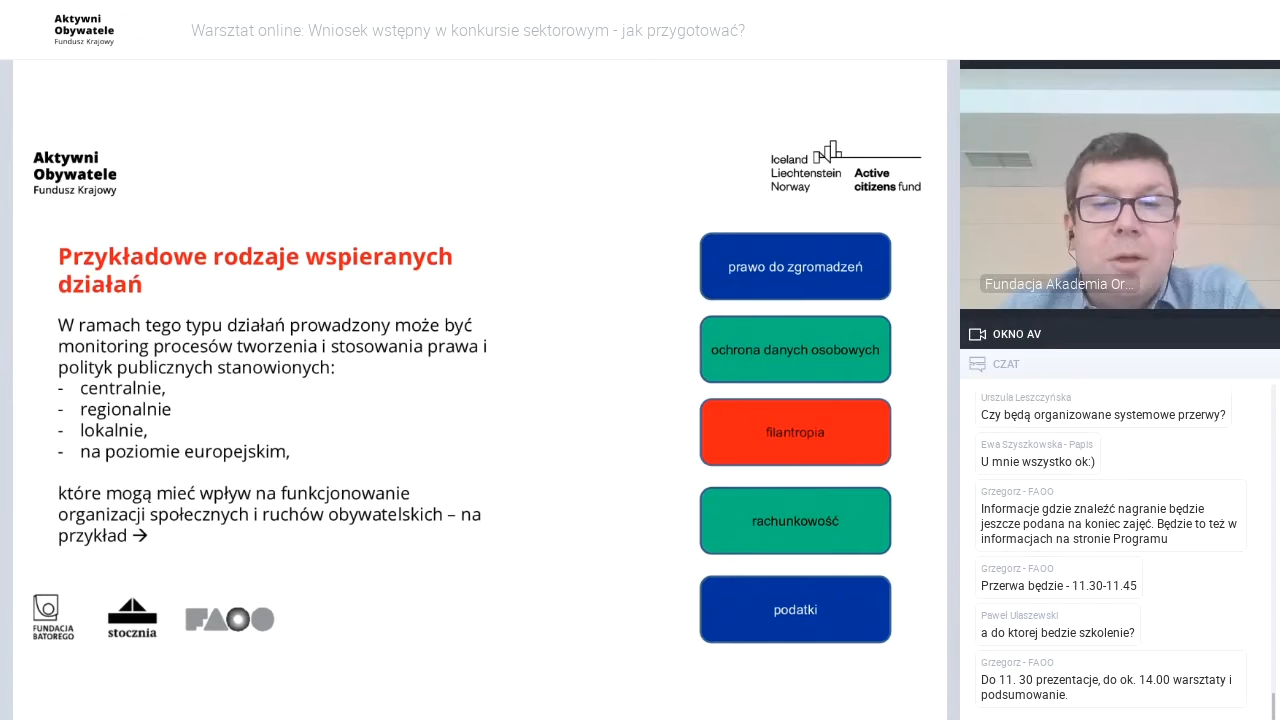 Aktywni
Obywatele
Fundusz Krajowy
Warsztat online: Wniosek wstępny w konkursie sektorowym - jak przygotować?
Aktywni
Obywatele
Fundusz Krajowy
Iceland
Liechtenstein
Norway
Active
citizens fund
Przykładowe rodzaje wspieranych
działań
W ramach tego typu działań prowadzony może być
monitoring procesów tworzenia i stosowania prawa i
polityk publicznych stanowionych:
- centralnie,
- regionalnie
- lokalnie,
- na poziomie europejskim,
które mogą mieć wpływ na funkcjonowanie
organizacji społecznych i ruchów obywatelskich – na
przykład →
prawo do zgromadzeń
ochrona danych osobowych
filantropia
rachunkowość
podatki
FUNDACJA
BATOREGO
stocznia
FAOO
Fundacja Akademia Or...
OKNO AV
CZAT
Urszula Leszczyńska
Czy będą organizowane systemowe przerwy?
Ewa Szyszkowska - Papis
U mnie wszystko ok:)
Grzegorz - FAOO
Informacje gdzie znaleźć nagranie będzie
jeszcze podana na koniec zajęć. Będzie to też w
informacjach na stronie Programu
Grzegorz - FAOO
Przerwa będzie - 11.30-11.45
Paweł Ulaszewski
a do ktorej bedzie szkolenie?
Grzegorz - FAOO
Do 11. 30 prezentacje, do ok. 14.00 warsztaty i
podsumowanie.